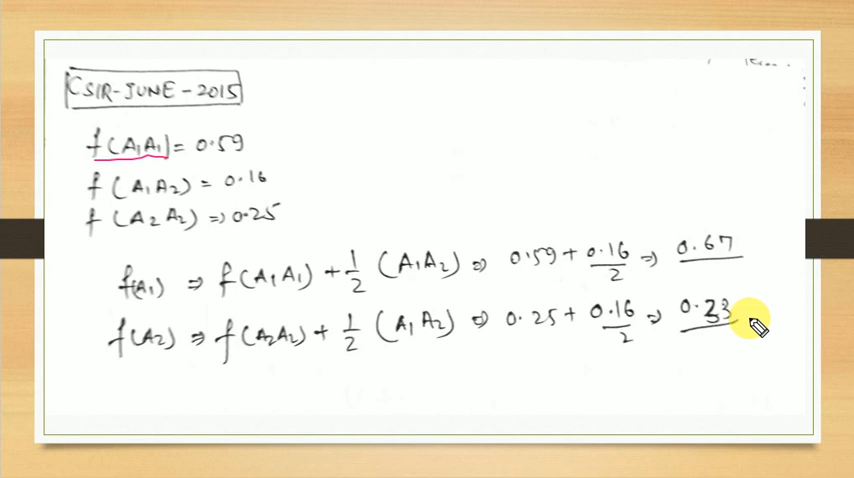 CSIR-JUNE-2015
f(A₁A₁) = 0.59
f(A₁A₂) = 0.16
f(A₂A₂) ⇒ 0.25
f(A₁) ⇒ f(A₁A₁) + 1/2 (A₁A₂) ⇒ 0.59 + 0.16/2 ⇒ 0.67
f(A₂) ⇒ f(A₂A₂) + 1/2 (A₁A₂) ⇒ 0.25 + 0.16/2 ⇒ 0.33